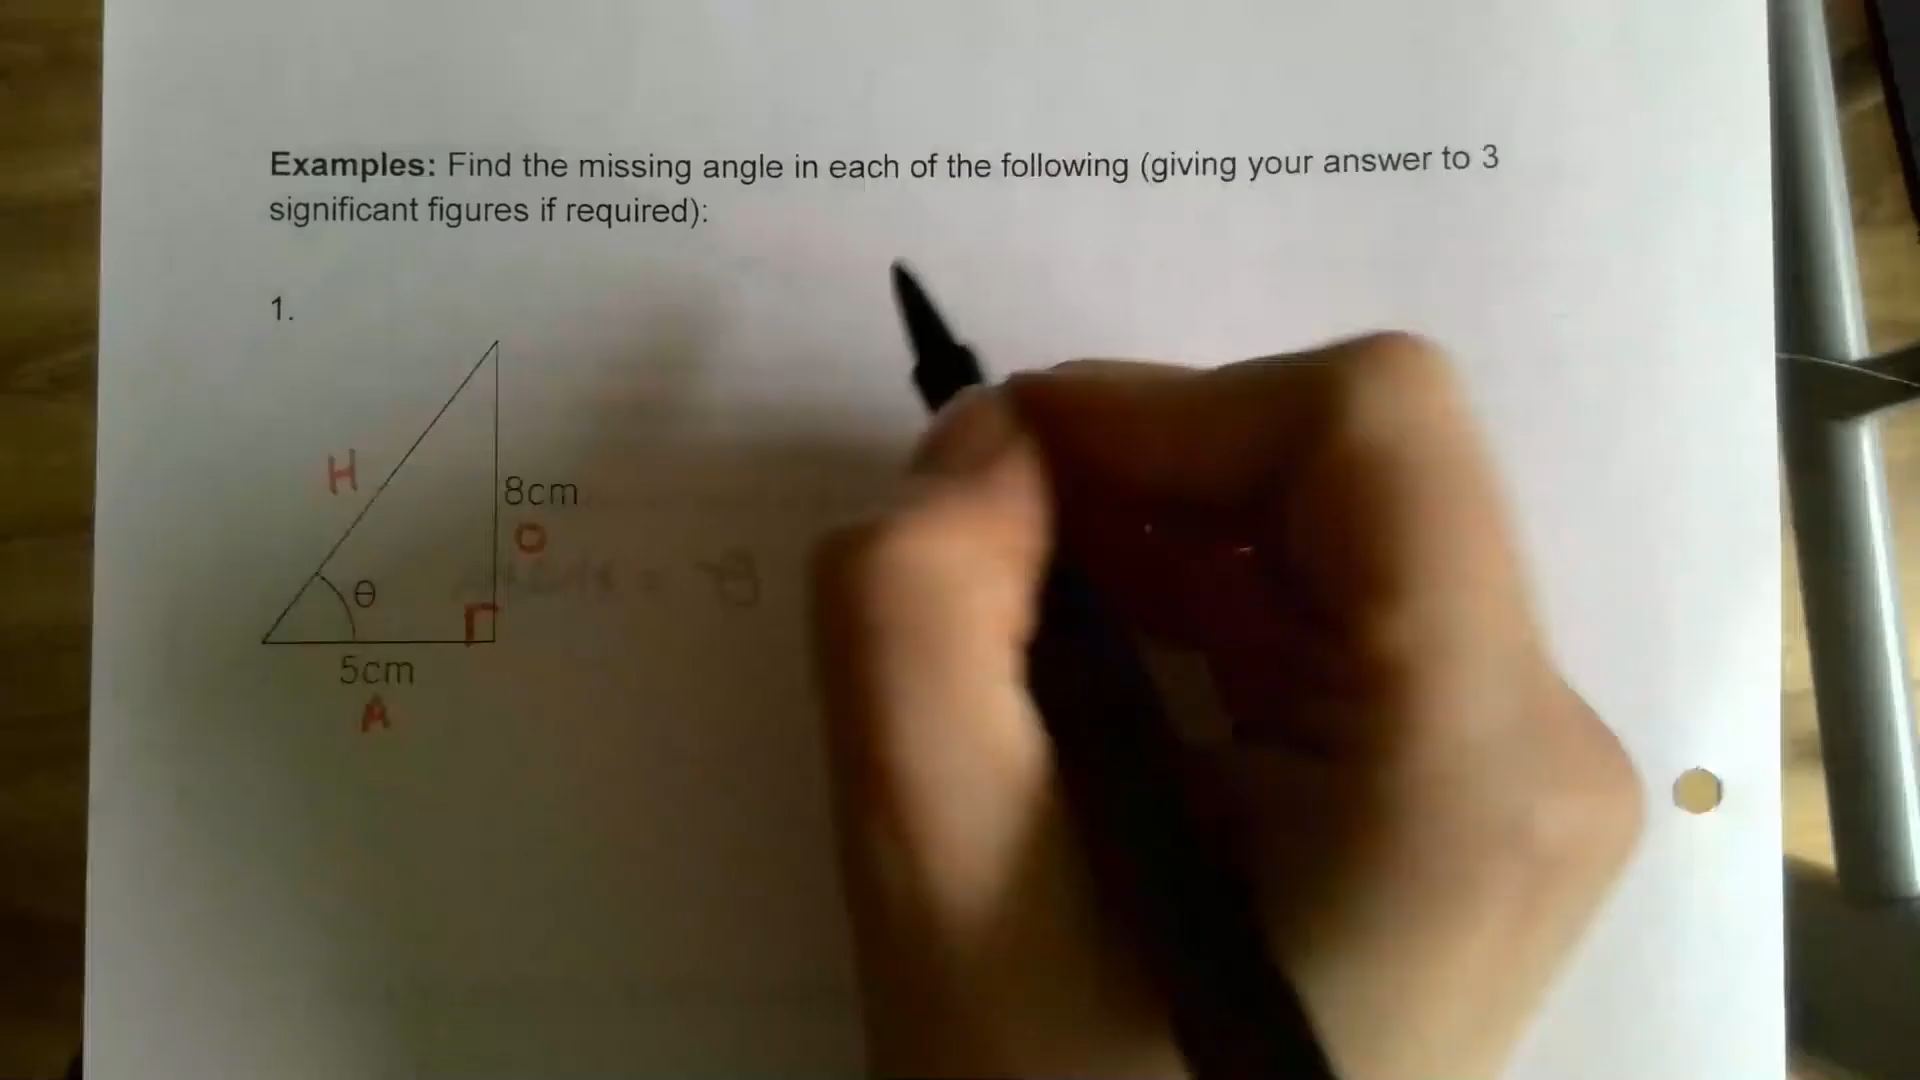 Examples: Find the missing angle in each of the following (giving your answer to 3
significant figures if required):
1.
H
8cm
O
θ
5cm
A